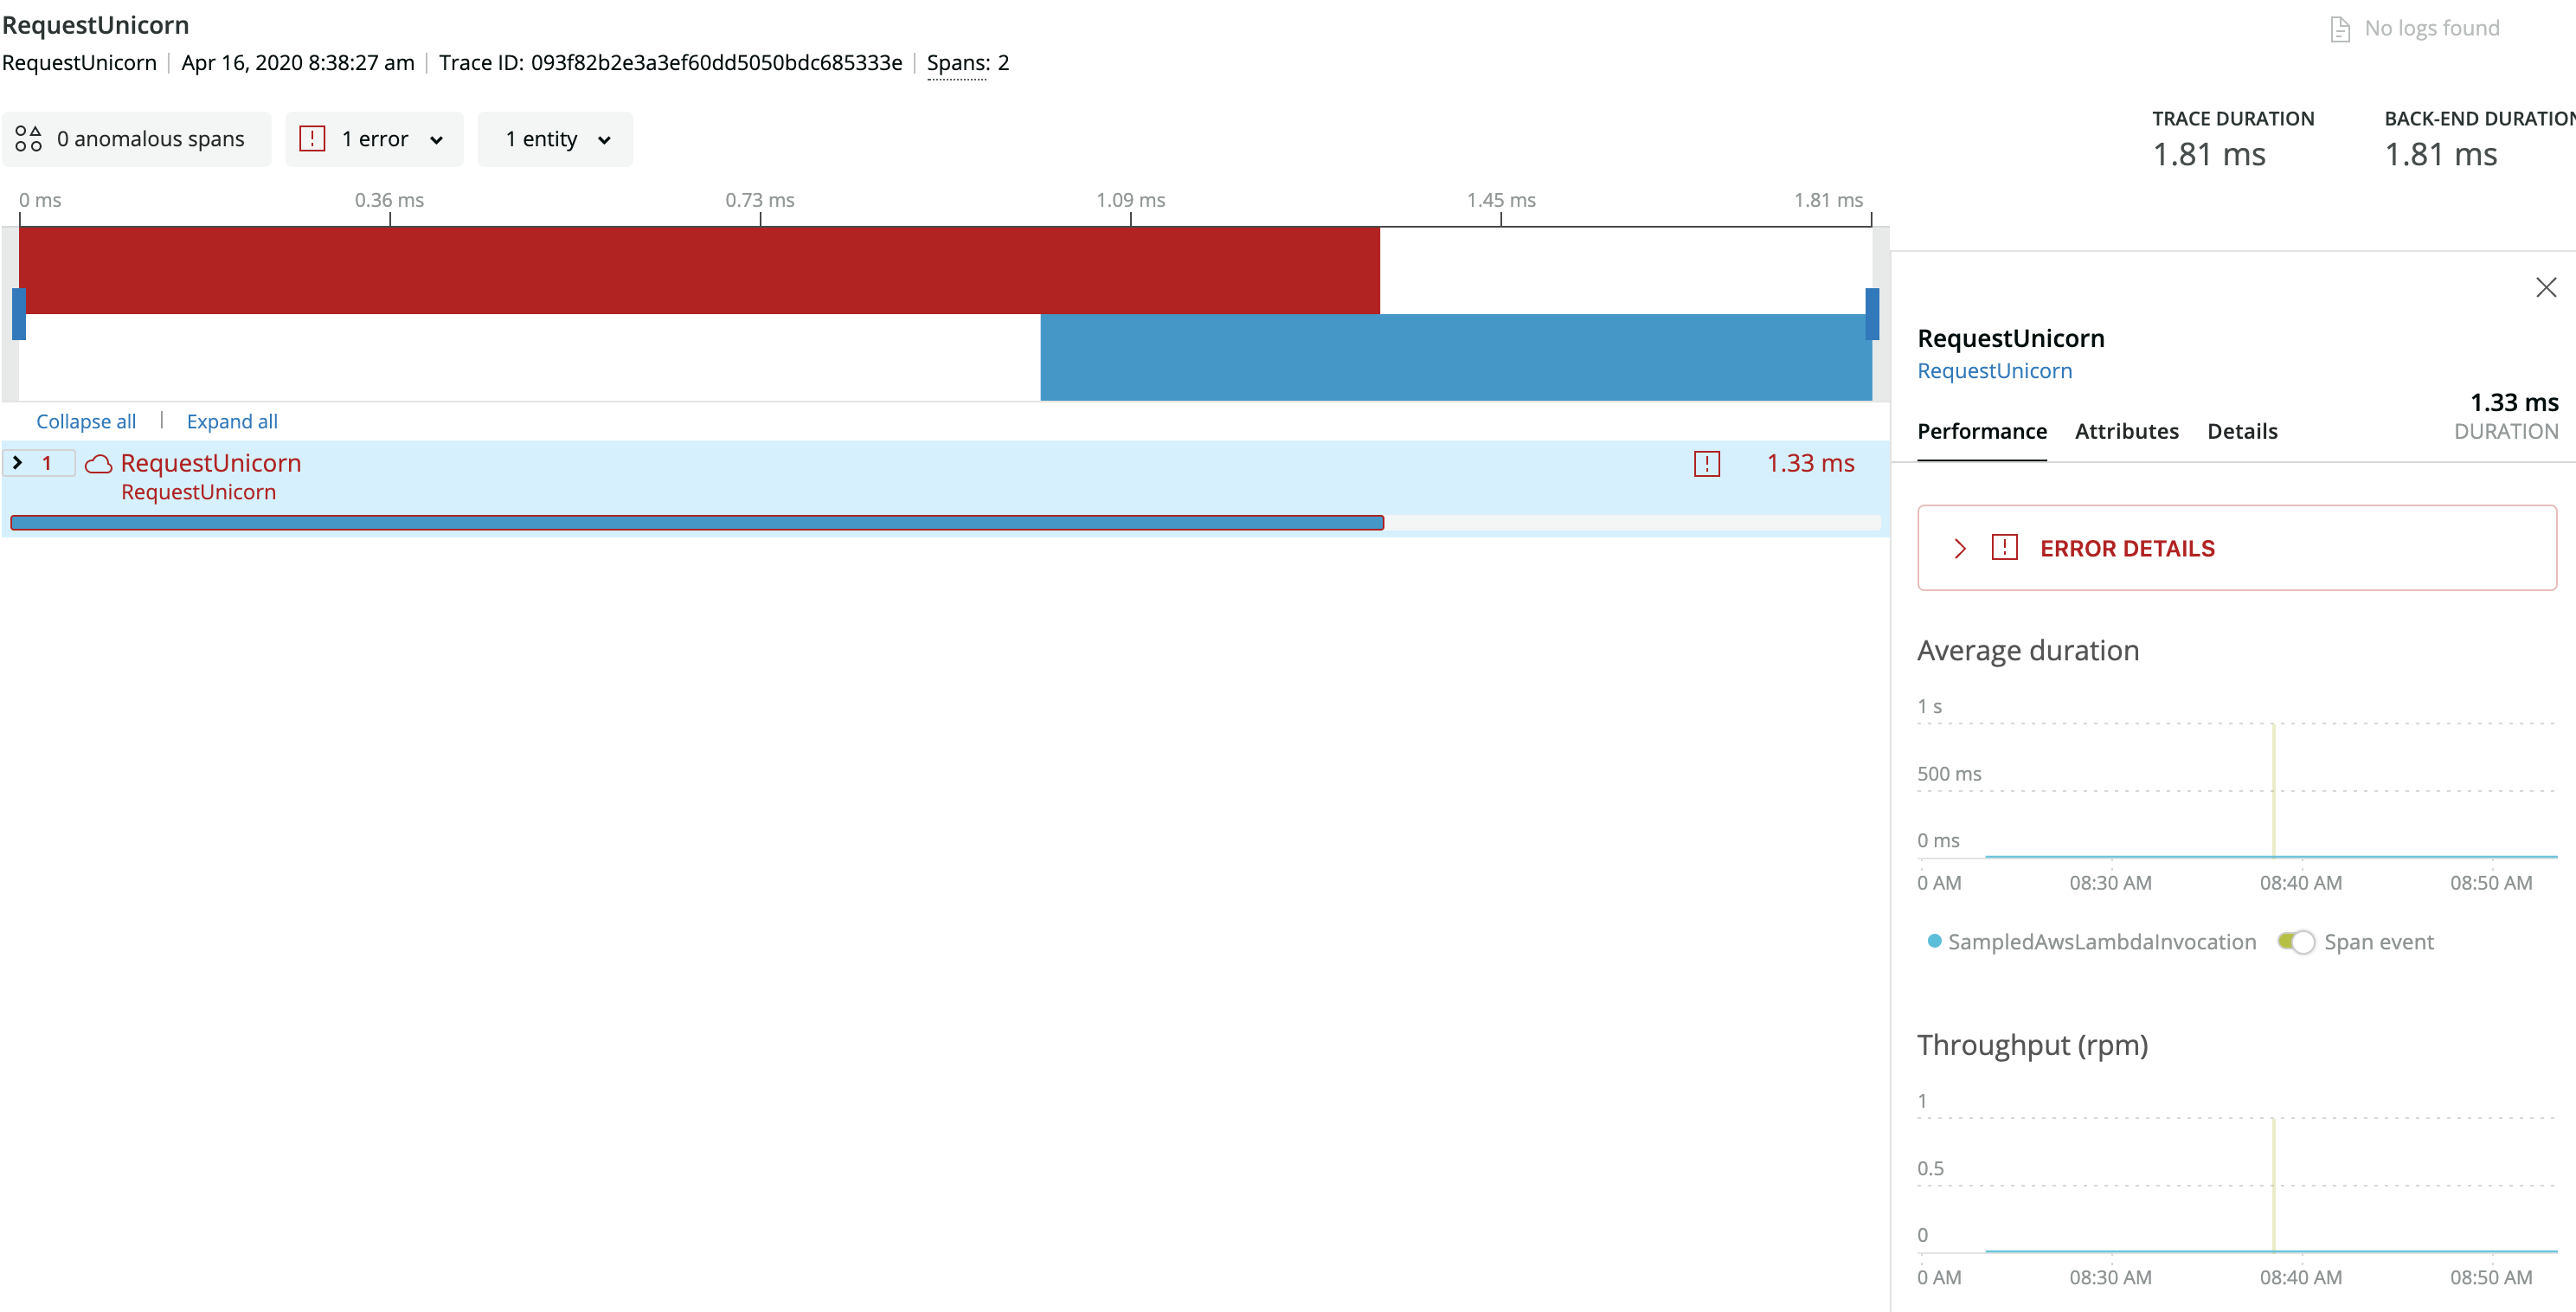 RequestUnicorn
No logs found
RequestUnicorn | Apr 16, 2020 8:38:27 am | Trace ID: 093f82b2e3a3ef60dd5050bdc685333e | Spans: 2
0 anomalous spans
1 error
1 entity
TRACE DURATION
1.81 ms
BACK-END DURATION
1.81 ms
0 ms 0.36 ms 0.73 ms 1.09 ms 1.45 ms 1.81 ms
Collapse all | Expand all
1 RequestUnicorn 1.33 ms
RequestUnicorn
RequestUnicorn
RequestUnicorn
1.33 ms
DURATION
Performance Attributes Details
ERROR DETAILS
Average duration
1 s
500 ms
0 ms
0 AM 08:30 AM 08:40 AM 08:50 AM
SampledAwsLambdaInvocation Span event
Throughput (rpm)
1
0.5
0
0 AM 08:30 AM 08:40 AM 08:50 AM